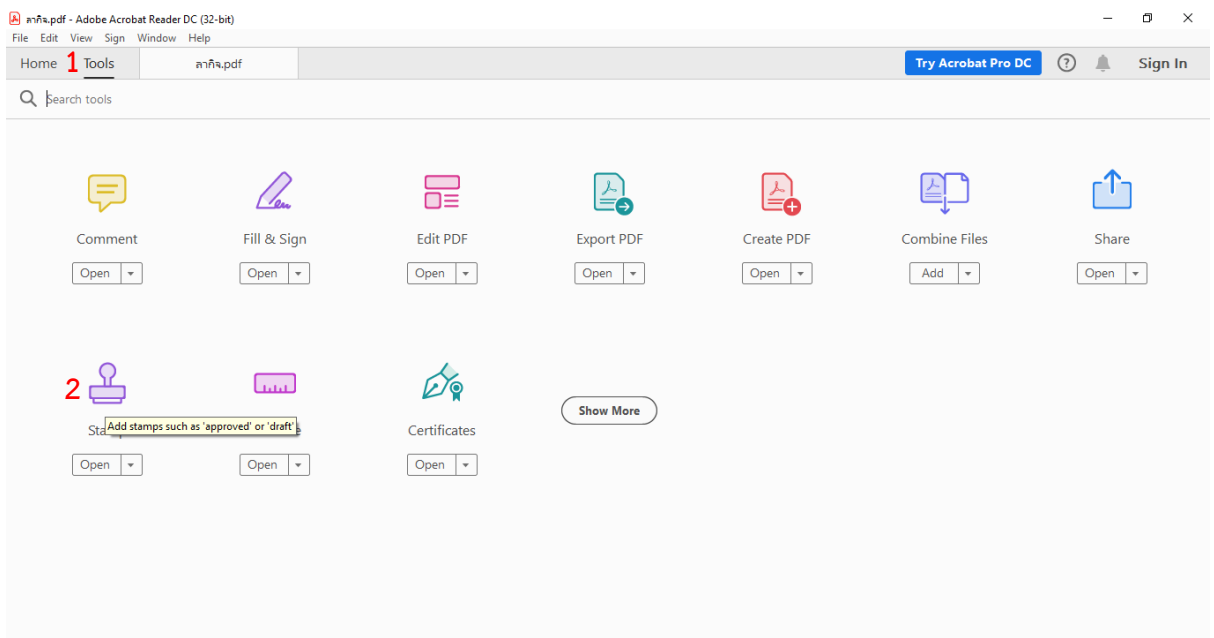 ลากิจ.pdf - Adobe Acrobat Reader DC (32-bit)
File Edit View Sign Window Help
Home 1 Tools ลากิจ.pdf Try Acrobat Pro DC ? Sign In
Search tools
Comment Fill & Sign Edit PDF Export PDF Create PDF Combine Files Share
Open Open Open Open Open Add Open
2
Add stamps such as 'approved' or 'draft'
Certificates
Show More
Open Open Open